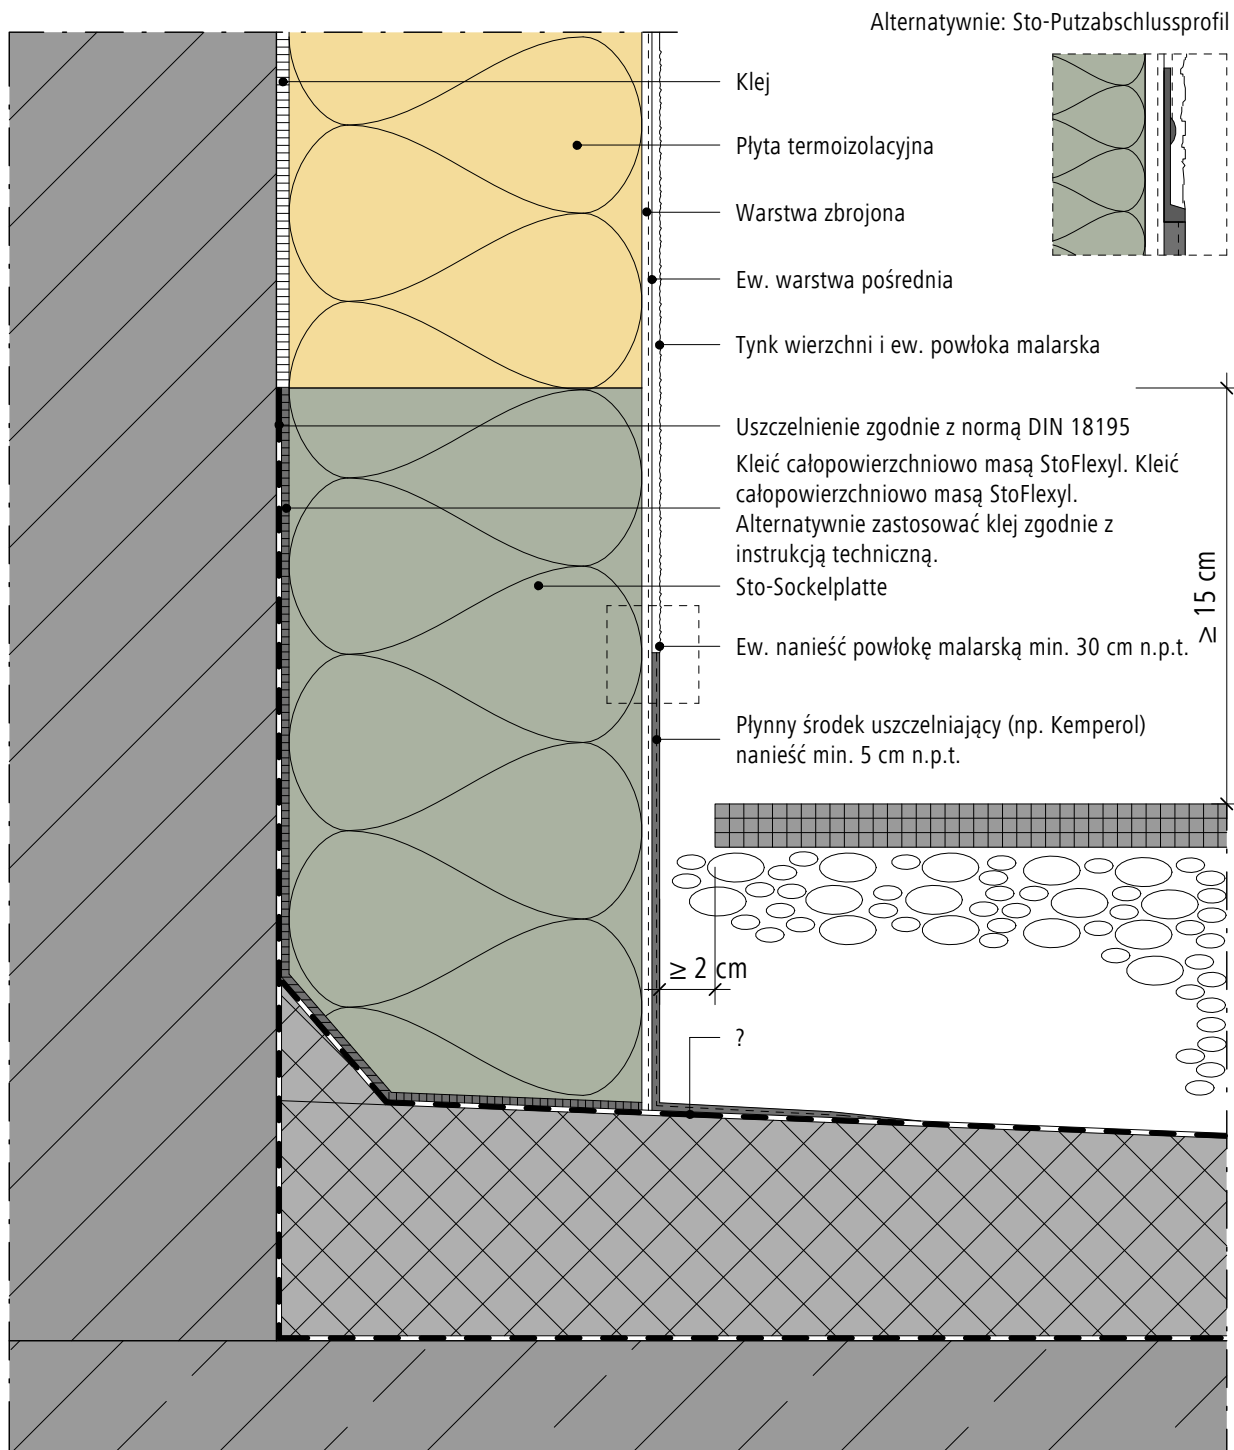 Alternatywnie: Sto-Putzabschlussprofil
Klej
Płyta termoizolacyjna
Warstwa zbrojona
Ew. warstwa pośrednia
Tynk wierzchni i ew. powłoka malarska
Uszczelnienie zgodnie z normą DIN 18195
Kleić całopowierzchniowo masą StoFlexyl. Kleić
całopowierzchniowo masą StoFlexyl.
Alternatywnie zastosować klej zgodnie z
instrukcją techniczną.
Sto-Sockelplatte
≥ 15 cm
Ew. nanieść powłokę malarską min. 30 cm n.p.t.
Płynny środek uszczelniający (np. Kemperol)
nanieść min. 5 cm n.p.t.
≥ 2 cm
?